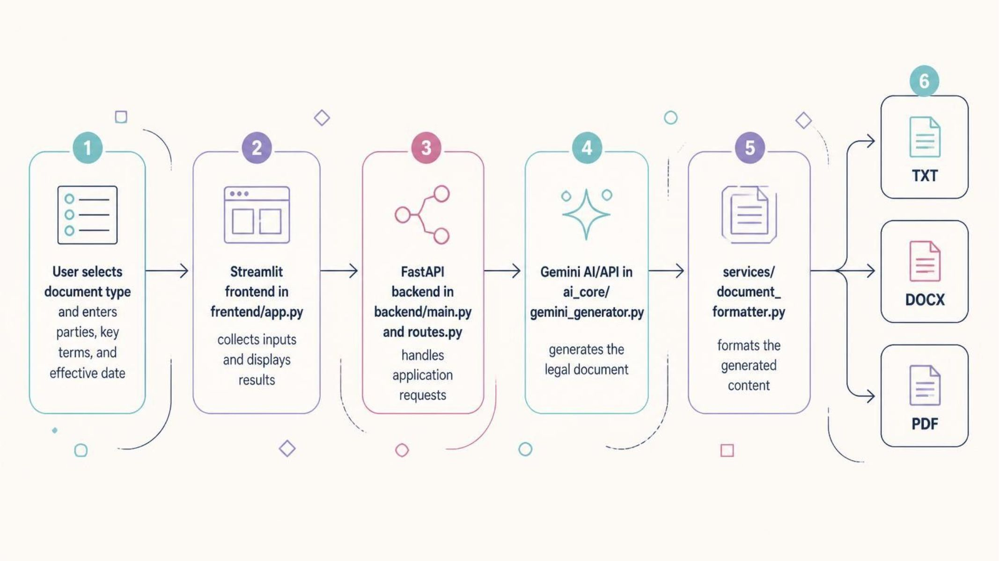 1
User selects
document type
and enters
parties, key
terms, and
effective date
2
Streamlit
frontend in
frentend/app.py
collects inputs
and displays
results
3
FastAPI
backend in
backend/main.py
and routes.py
handles
application
requests
4
Gemini AI/API in
ai_core/
gemini_generator.py
generates the
legal document
5
services/
document_
formatter.py
formats the
generated
content
6
TXT
DOCX
PDF